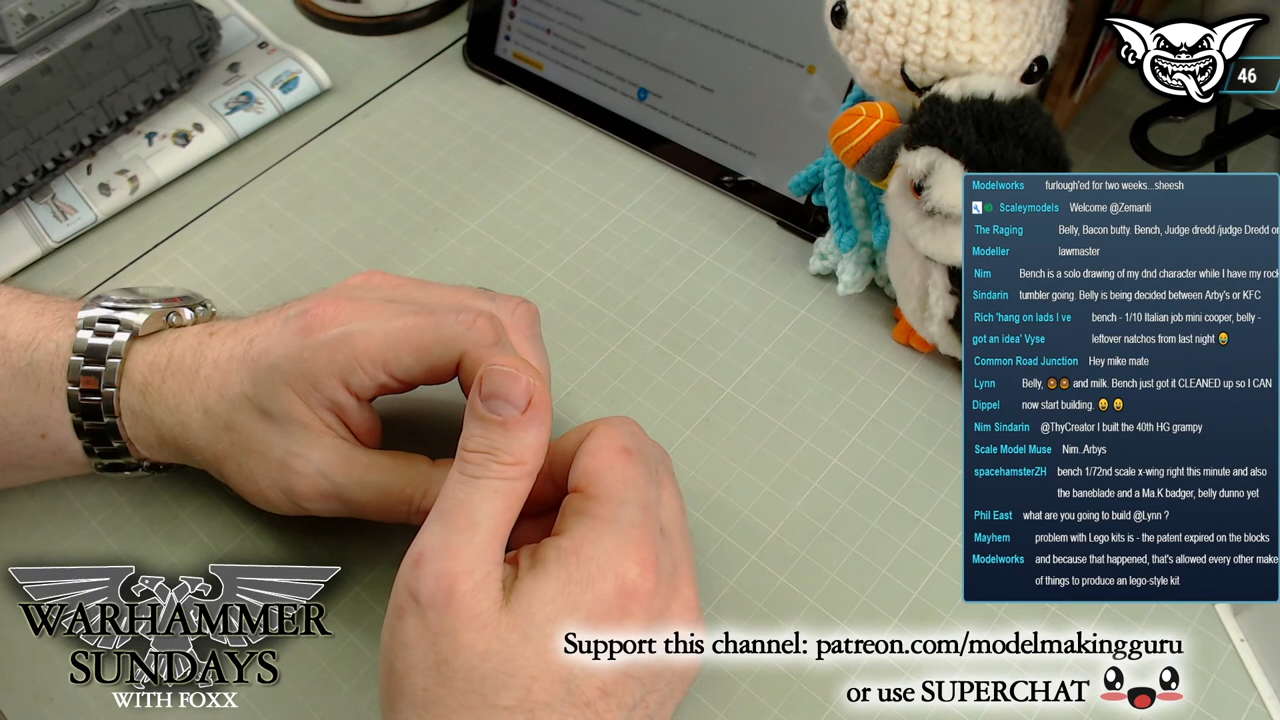 46
Modelworks furlough'ed for two weeks...sheesh
Scaleymodels Welcome @Zemanti
The Raging Belly, Bacon butty. Bench, Judge dredd /judge Dredd on
Modeller lawmaster
Nim Bench is a solo drawing of my dnd character while I have my rock
Sindarin tumbler going. Belly is being decided between Arby's or KFC
Rich 'hang on lads I ve bench - 1/10 Italian job mini cooper, belly -
got an idea' Vyse leftover natchos from last night
Common Road Junction Hey mike mate
Lynn Belly, and milk. Bench just got it CLEANED up so I CAN
Dippel now start building.
Nim Sindarin @ThyCreator I built the 40th HG grampy
Scale Model Muse Nim..Arbys
spacehamsterZH bench 1/72nd scale x-wing right this minute and also
the baneblade and a Ma.K badger, belly dunno yet
Phil East what are you going to build @Lynn ?
Mayhem problem with Lego kits is - the patent expired on the blocks
Modelworks and because that happened, that's allowed every other make
of things to produce an lego-style kit
WARHAMMER
SUNDAYS
WITH FOXX
Support this channel: patreon.com/modelmakingguru
or use SUPERCHAT